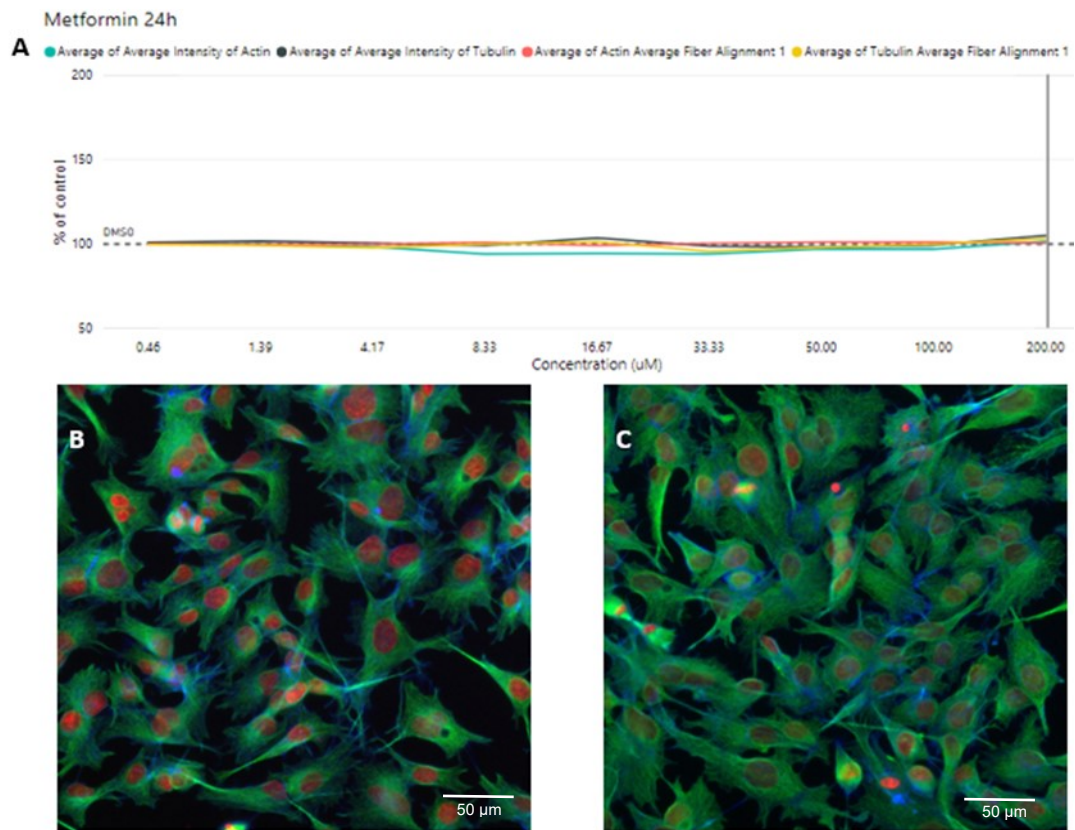 Metformin 24h
A
Average of Average Intensity of Actin Average of Average Intensity of Tubulin Average of Actin Average Fiber Alignment 1 Average of Tubulin Average Fiber Alignment 1
200
150
% of control
DMSO
100
50
0.46 1.39 4.17 8.33 16.67 33.33 50.00 100.00 200.00
Concentration (uM)
B
C
50 µm
50 µm